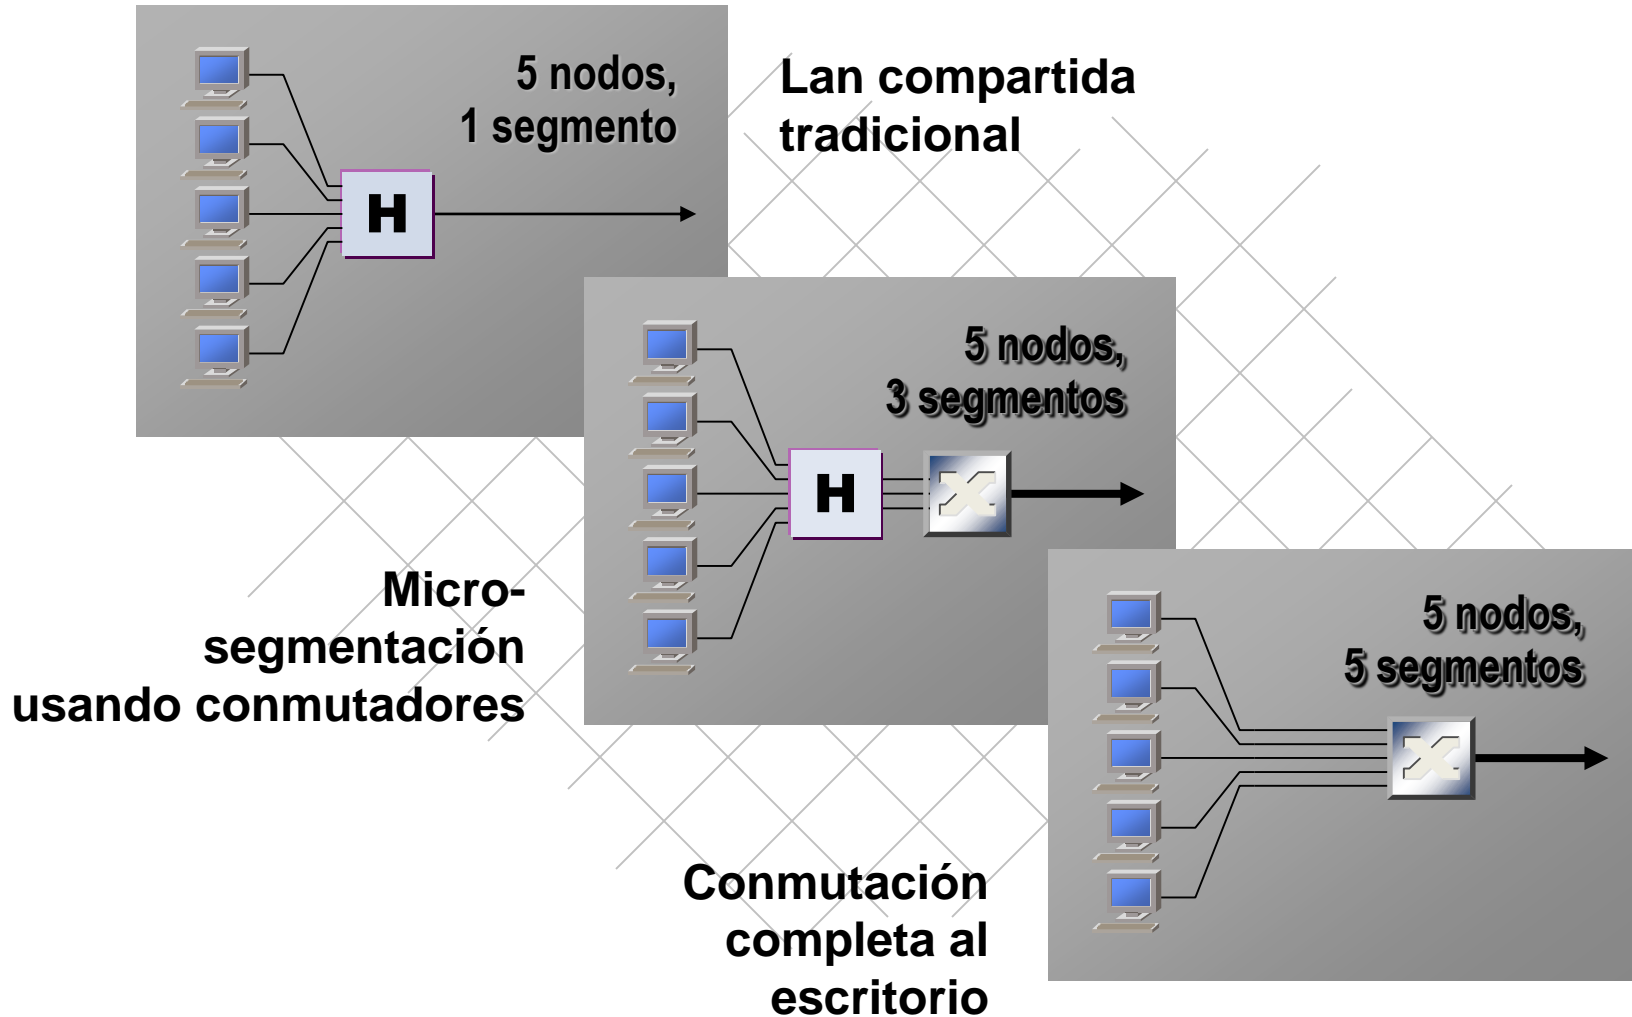 5 nodos,
1 segmento
H
Lan compartida
tradicional
5 nodos,
3 segmentos
H
Micro-
segmentación
usando conmutadores
5 nodos,
5 segmentos
Conmutación
completa al
escritorio